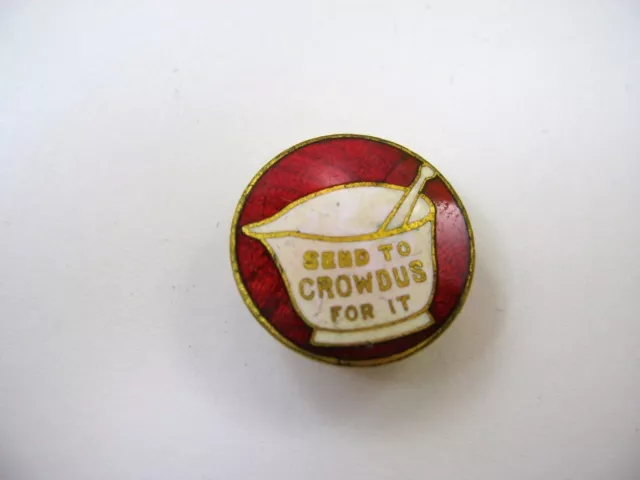 SEND TO
CROWDUS
FOR IT